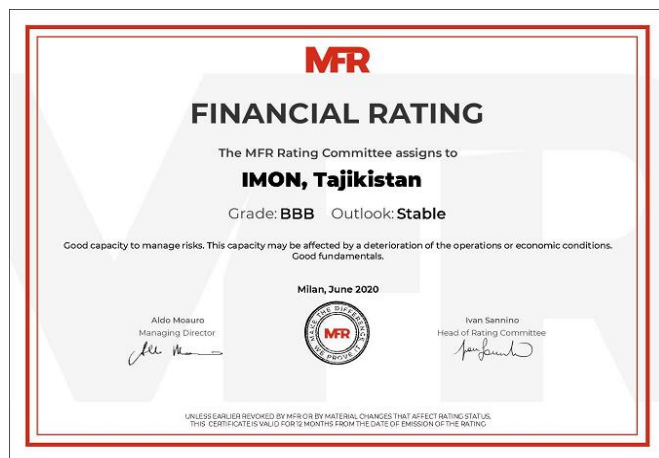 MFR
FINANCIAL RATING
The MFR Rating Committee assigns to
IMON, Tajikistan
Grade: BBB Outlook: Stable
Good capacity to manage risks. This capacity may be affected by a deterioration of the operations or economic conditions.
Good fundamentals.
Milan, June 2020
Aldo Moauro
Managing Director
MAKE THE DIFFERENCE
MFR
WE PROVE IT
Ivan Sannino
Head of Rating Committee
UNLESS EARLIER REVOKED BY MFR OR BY MATERIAL CHANGES THAT AFFECT RATING STATUS,
THIS CERTIFICATE IS VALID FOR 12 MONTHS FROM THE DATE OF EMISSION OF THE RATING